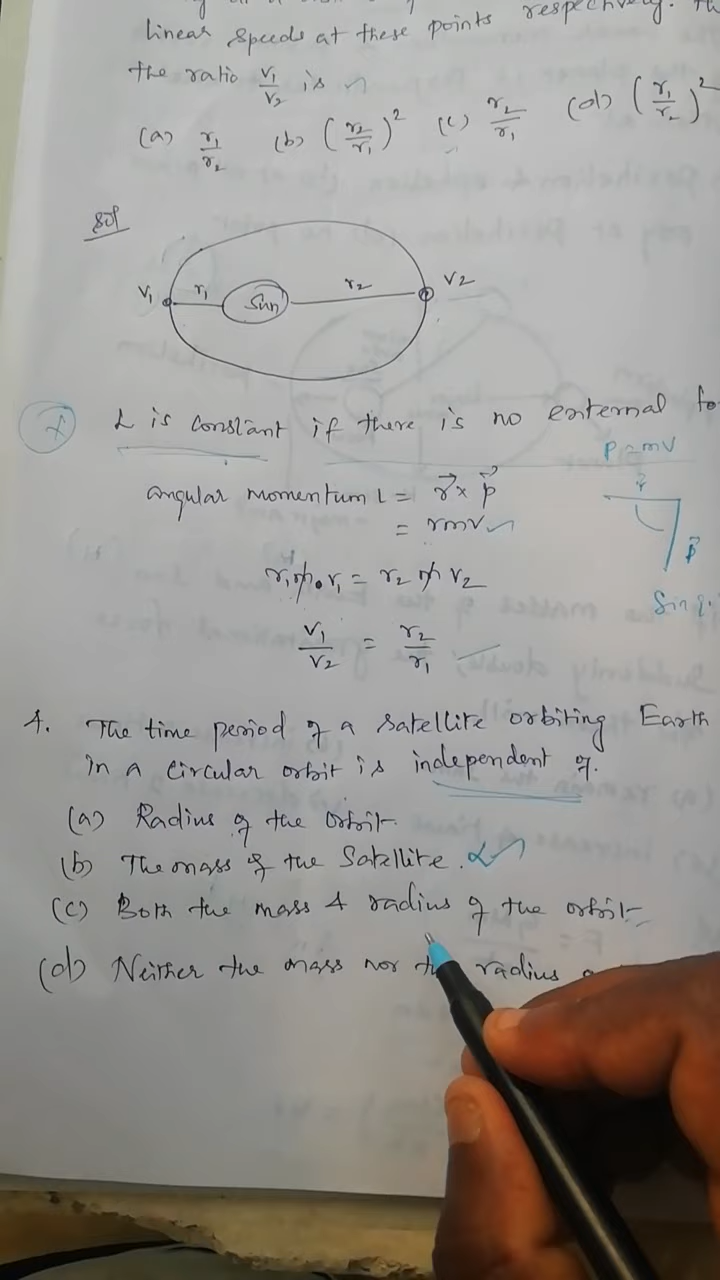 respectively.
linear speeds at these points
the ratio v1/v2 is
(a) r1/r2 (b) (r2/r1)^2 (c) r2/r1 (d) (r1/r2)^2
Sol
V1 r1 Sun r2 V2
L is constant if there is no external
P = mV
angular momentum L = r⃗ × p⃗
= rmv
r⃗
p⃗
r1 m v1 = r2 m v2
Sin
V1/V2 = r2/r1
4. The time period of a satellite orbiting Earth
in a circular orbit is independent of.
(a) Radius of the orbit.
(b) The mass of the Satellite.
(c) Both the mass & radius of the orbit
(d) Neither the mass nor the radius